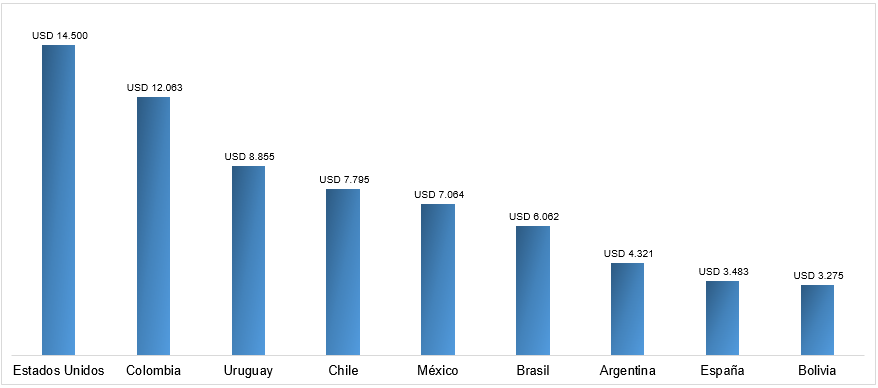 USD 14.500
USD 12.063
USD 8.855
USD 7.795
USD 7.064
USD 6.062
USD 4.321
USD 3.483
USD 3.275
Estados Unidos Colombia Uruguay Chile México Brasil Argentina España Bolivia